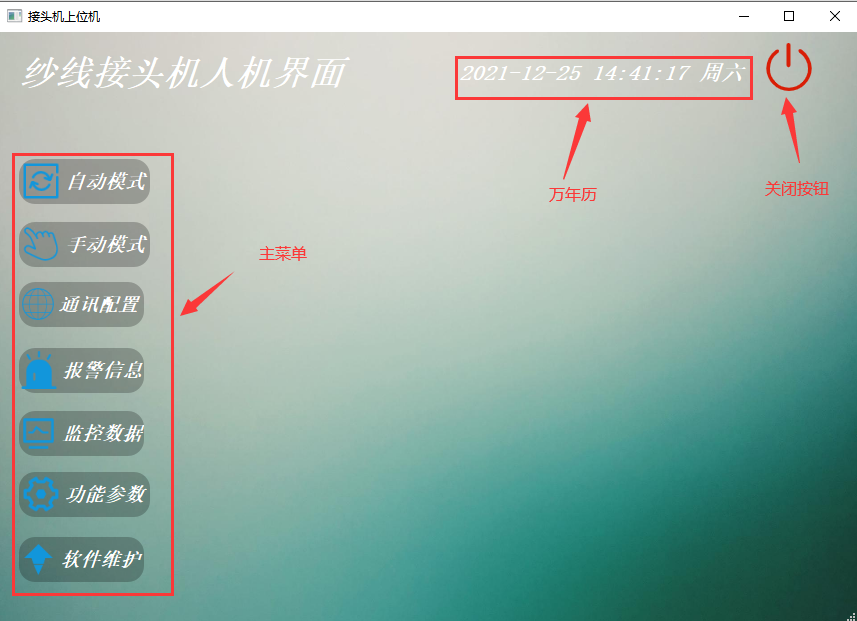 接头机上位机
纱线接头机人机界面
2021-12-25 14:41:17 周六
万年历
关闭按钮
自动模式
手动模式
主菜单
通讯配置
报警信息
监控数据
功能参数
软件维护